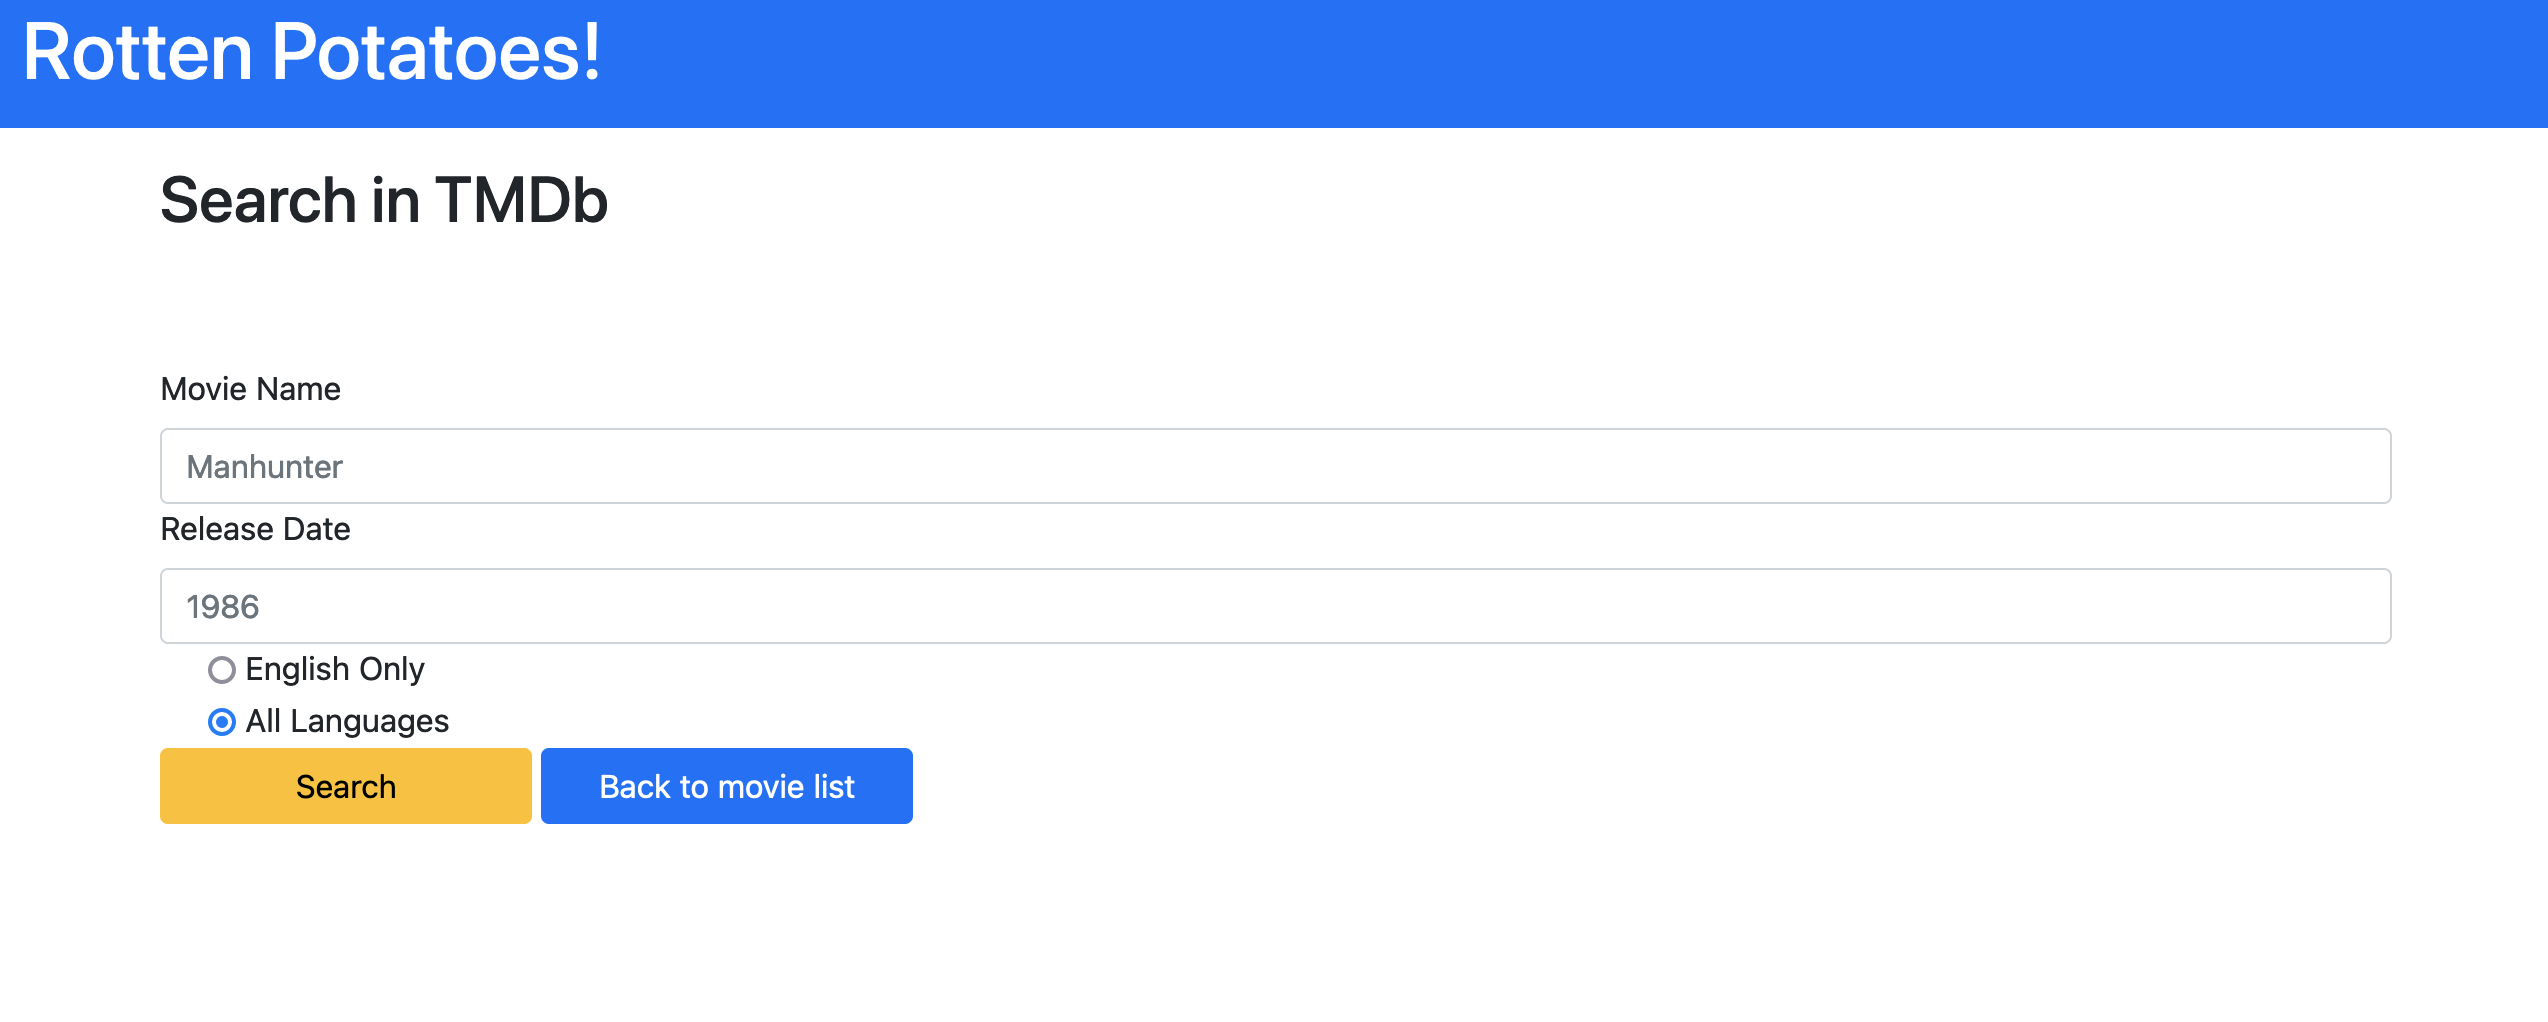 Rotten Potatoes!
Search in TMDb
Movie Name
Manhunter
Release Date
1986
English Only
All Languages
Search Back to movie list